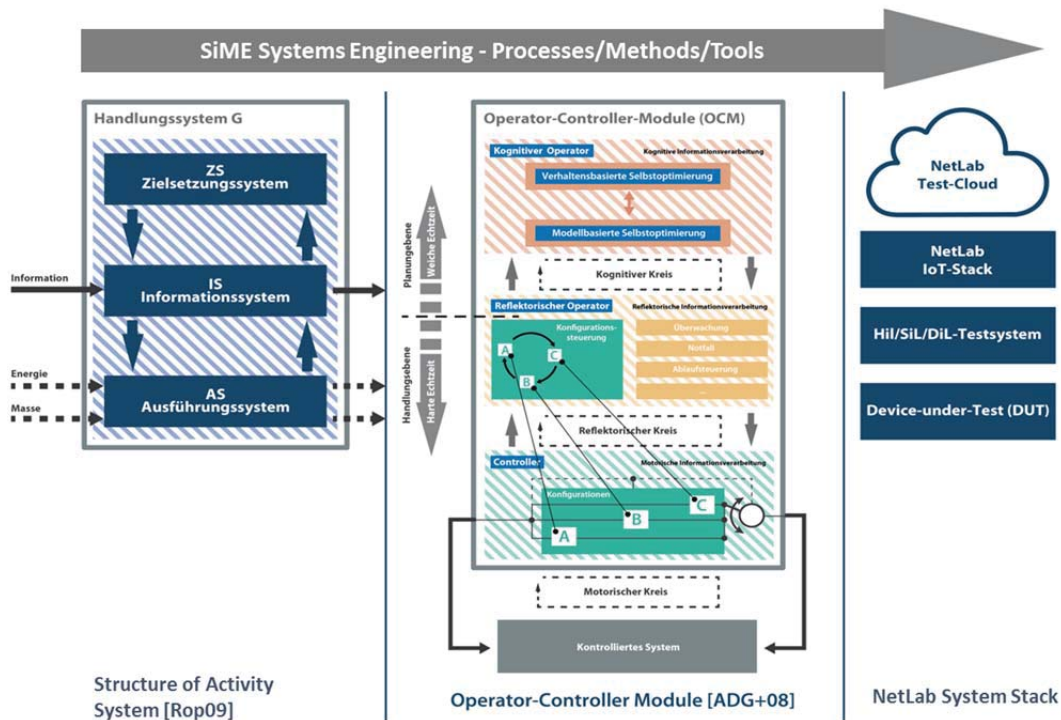 SiME Systems Engineering - Processes/Methods/Tools
Handlungssystem G
ZS
Zielsetzungssystem
IS
Informationssystem
AS
Ausführungssystem
Information
Energie
Masse
Structure of Activity
System [Rop09]
Planungebene
Weiche Echtzeit
Handlungsebene
Harte Echtzeit
Operator-Controller-Module (OCM)
Kognitiver Operator
Kognitive Informationsverarbeitung
Verhaltensbasierte Selbstoptimierung
Modellbasierte Selbstoptimierung
Kognitiver Kreis
Reflektorischer Operator
Reflektorische Informationsverarbeitung
Konfigurations-
steuerung
A
C
B
Überwachung
Notfall
Ablaufsteuerung
...
Reflektorischer Kreis
Controller
Motorische Informationsverarbeitung
Konfigurationen
C
B
A
Motorischer Kreis
Kontrolliertes System
Operator-Controller Module [ADG+08]
NetLab
Test-Cloud
NetLab
IoT-Stack
Hil/SiL/DiL-Testsystem
Device-under-Test (DUT)
NetLab System Stack